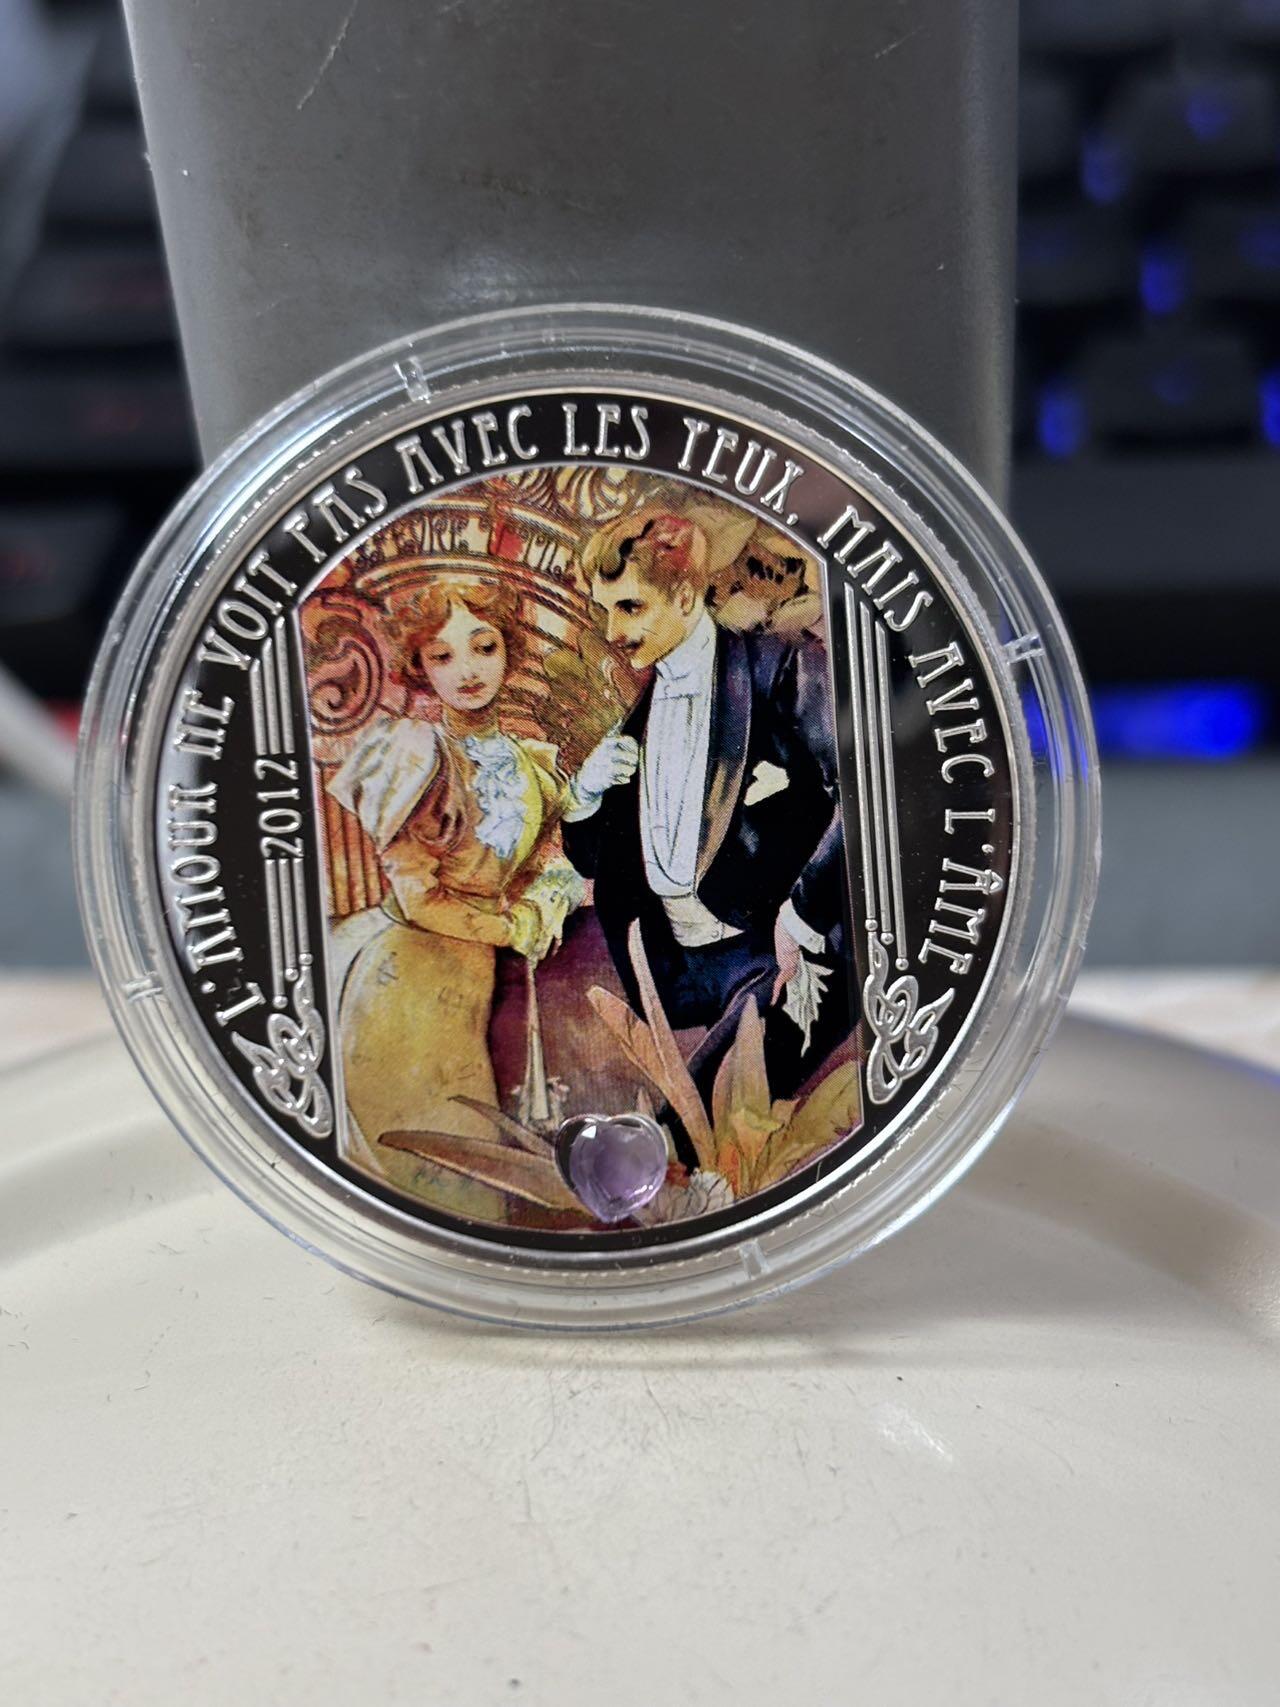 L'AMOUR NE VOIT PAS AVEC LES YEUX, MAIS AVEC L'ÂME
2012